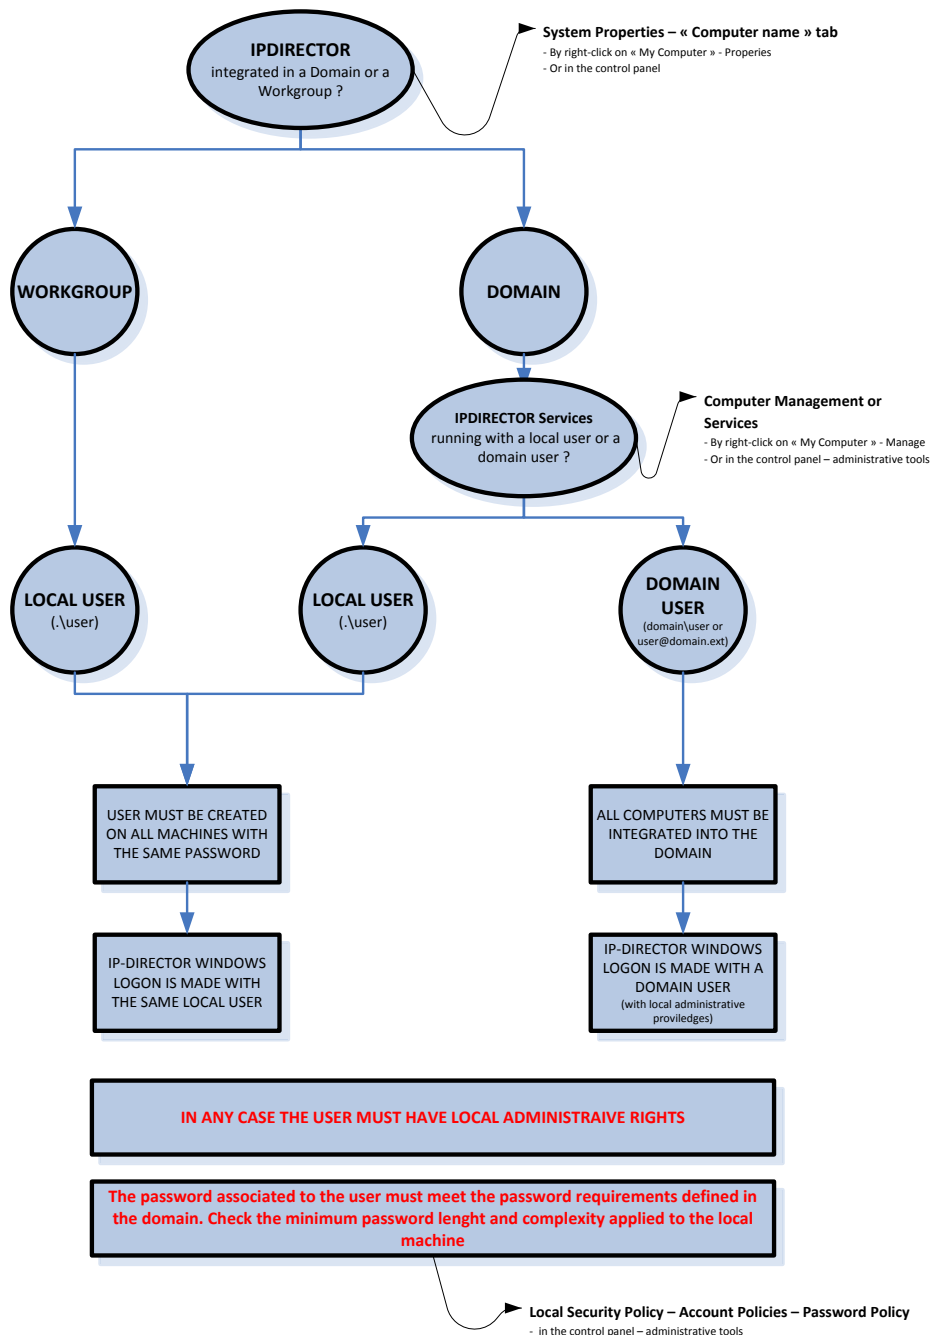 IPDIRECTOR
integrated in a Domain or a
Workgroup ?
System Properties – « Computer name » tab
- By right-click on « My Computer » - Properies
- Or in the control panel
WORKGROUP
DOMAIN
IPDIRECTOR Services
running with a local user or a
domain user ?
Computer Management or
Services
- By right-click on « My Computer » - Manage
- Or in the control panel – administrative tools
LOCAL USER
(.\user)
LOCAL USER
(.\user)
DOMAIN
USER
(domain\user or
user@domain.ext)
USER MUST BE CREATED
ON ALL MACHINES WITH
THE SAME PASSWORD
ALL COMPUTERS MUST BE
INTEGRATED INTO THE
DOMAIN
IP-DIRECTOR WINDOWS
LOGON IS MADE WITH
THE SAME LOCAL USER
IP-DIRECTOR WINDOWS
LOGON IS MADE WITH A
DOMAIN USER
(with local administrative
proviledges)
IN ANY CASE THE USER MUST HAVE LOCAL ADMINISTRAIVE RIGHTS
The password associated to the user must meet the password requirements defined in
the domain. Check the minimum password lenght and complexity applied to the local
machine
Local Security Policy – Account Policies – Password Policy
- in the control panel – administrative tools